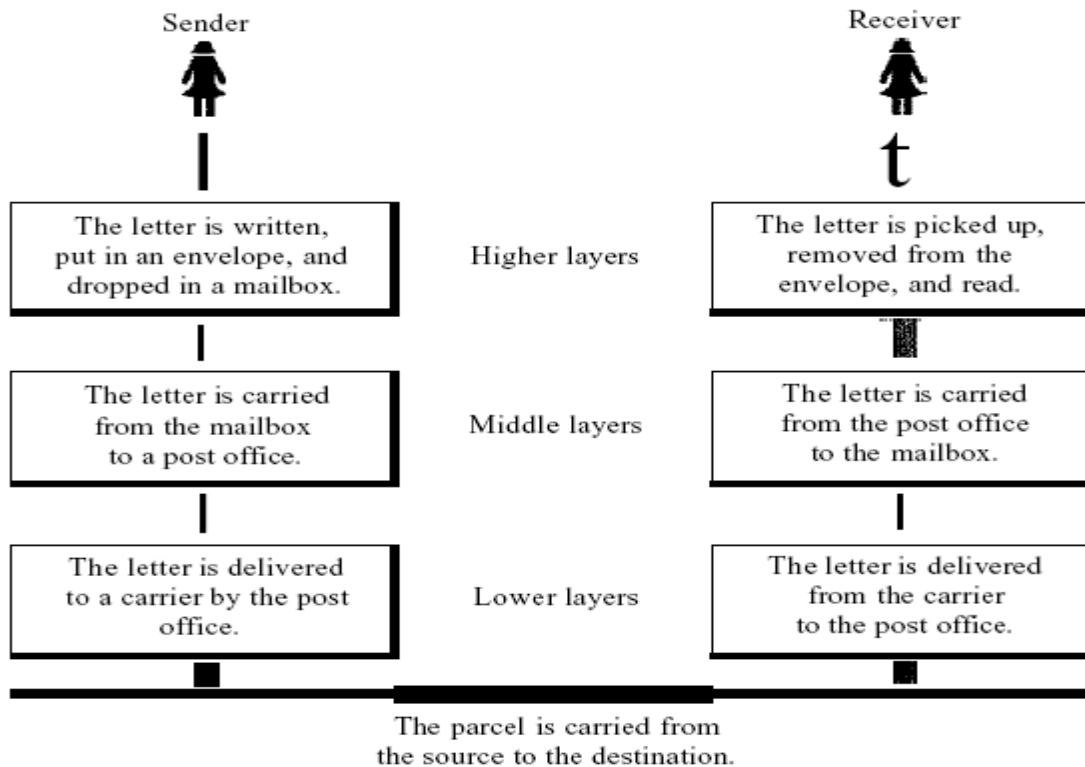 Sender
Receiver
t
The letter is written,
put in an envelope, and
dropped in a mailbox.
Higher layers
The letter is picked up,
removed from the
envelope, and read.
The letter is carried
from the mailbox
to a post office.
Middle layers
The letter is carried
from the post office
to the mailbox.
The letter is delivered
to a carrier by the post
office.
Lower layers
The letter is delivered
from the carrier
to the post office.
The parcel is carried from
the source to the destination.